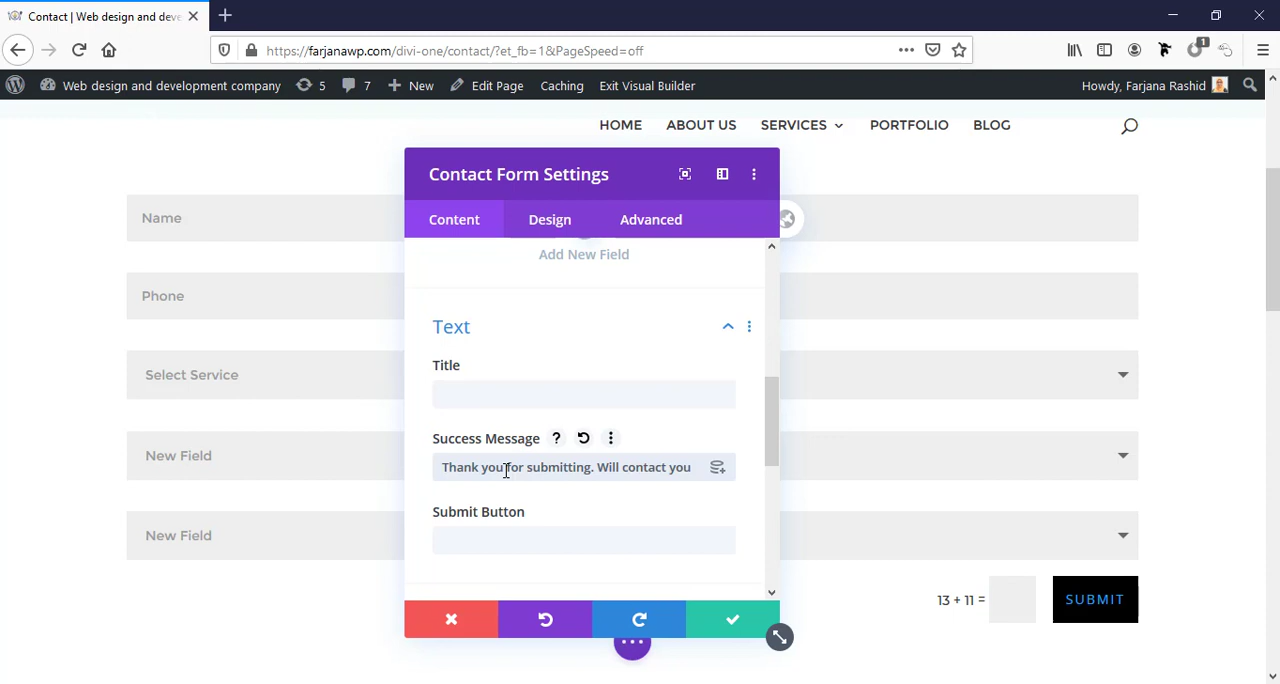 Contact | Web design and deve
https://farjanawp.com/divi-one/contact/?et_fb=1&PageSpeed=off
1
Web design and development company 5 7 New Edit Page Caching Exit Visual Builder Howdy, Farjana Rashid
HOME ABOUT US SERVICES PORTFOLIO BLOG
Contact Form Settings
Content Design Advanced
Name
Add New Field
Phone
Text
Title
Select Service
Success Message ?
New Field
Thank you for submitting. Will contact you
Submit Button
New Field
13 + 11 = SUBMIT